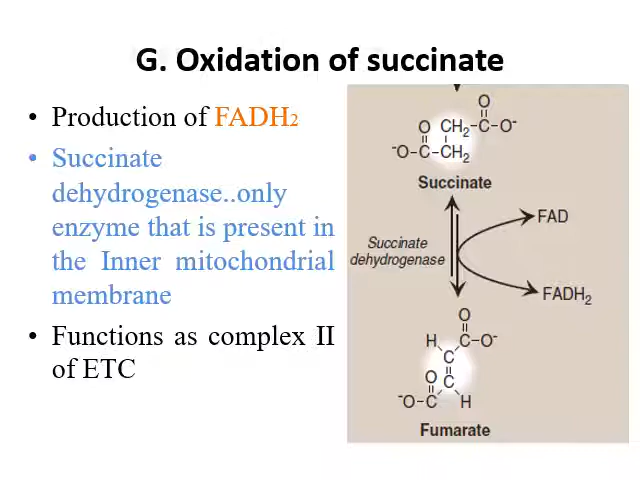 G. Oxidation of succinate
• Production of FADH2
• Succinate
dehydrogenase..only
enzyme that is present in
the Inner mitochondrial
membrane
• Functions as complex II
of ETC
O
O CH2-C-O-
-O-C-CH2
Succinate
FAD
Succinate
dehydrogenase
FADH2
O
H C-O-
C
O C
-O-C H
Fumarate